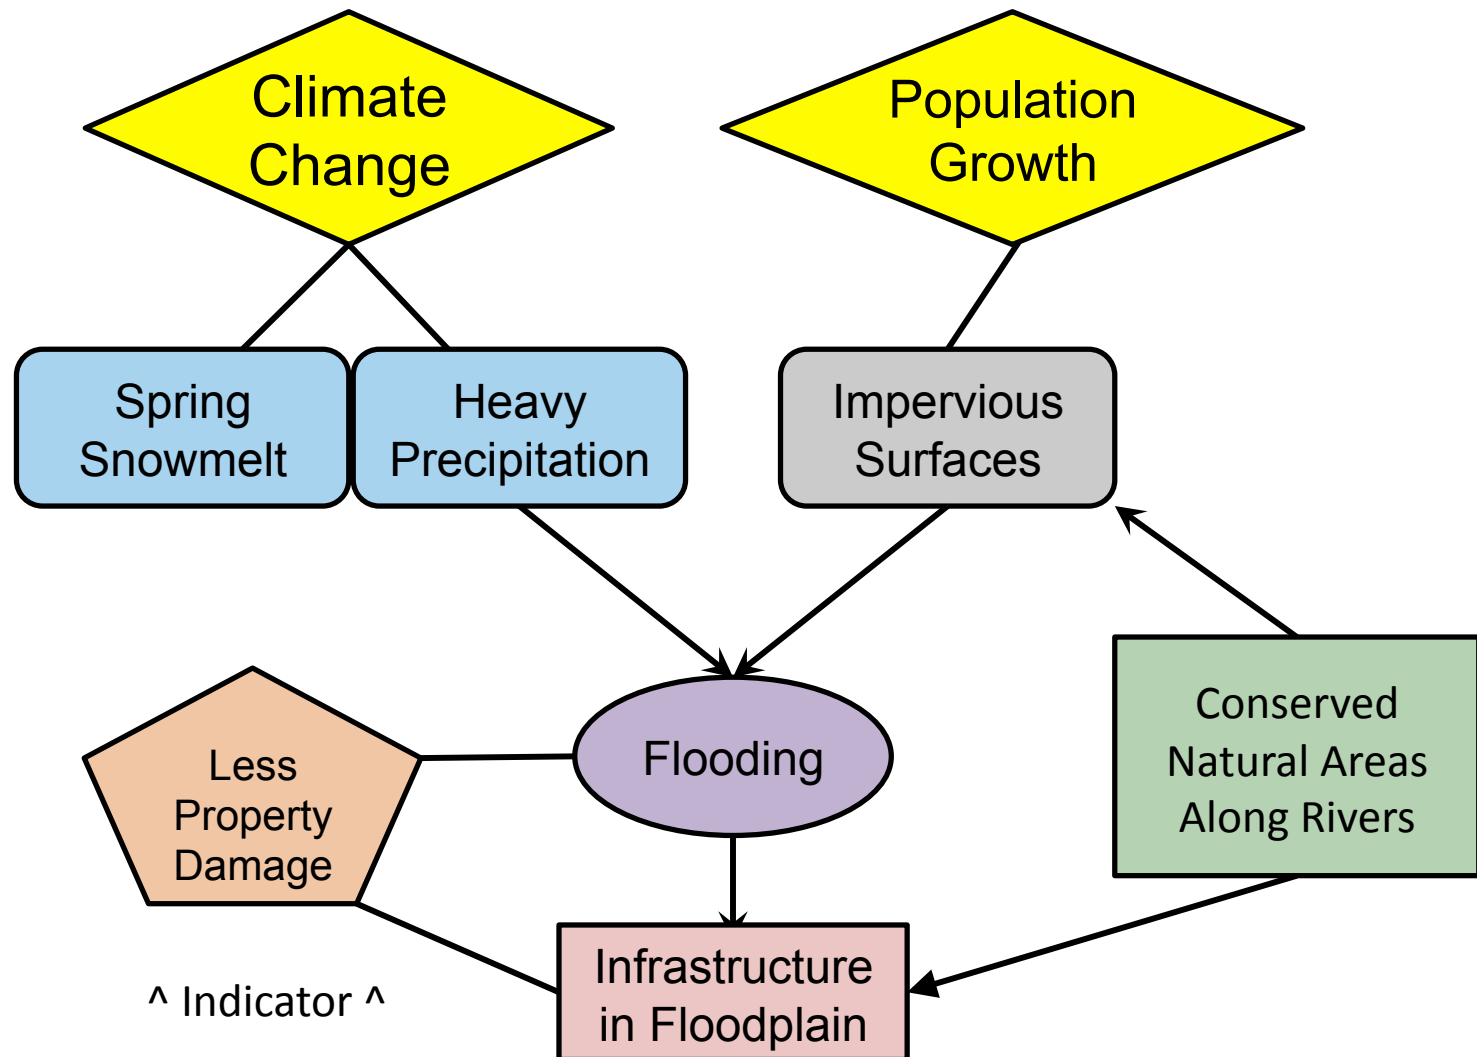 Climate
Change
Population
Growth
Spring
Snowmelt
Heavy
Precipitation
Impervious
Surfaces
Less
Property
Damage
Flooding
Conserved
Natural Areas
Along Rivers
^ Indicator ^
Infrastructure
in Floodplain